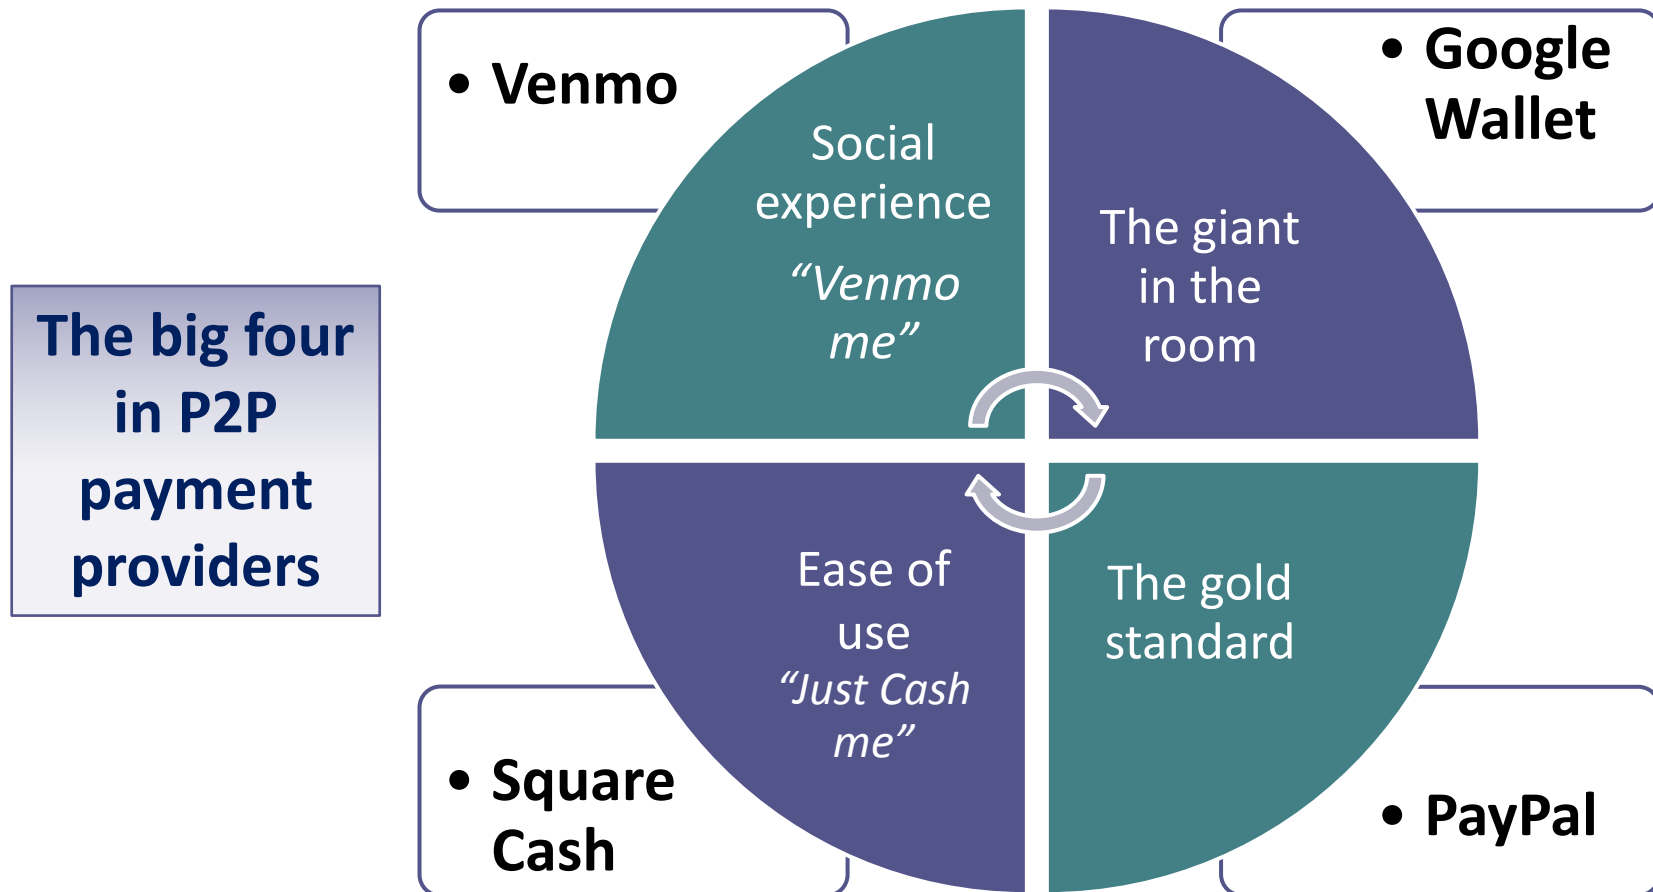 The big four
in P2P
payment
providers
• Venmo
Social
experience
“Venmo
me”
• Google
Wallet
The giant
in the
room
Ease of
use
“Just Cash
me”
• Square
Cash
The gold
standard
• PayPal